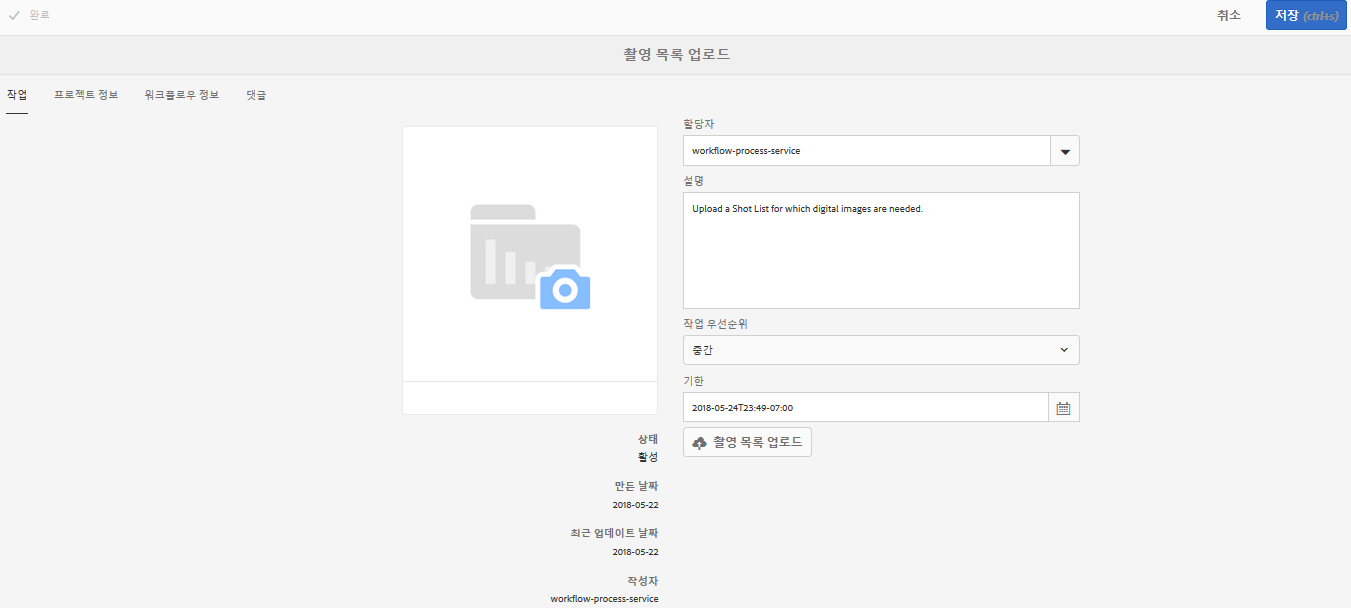 완료
취소
저장 (ctrl+s)
촬영 목록 업로드
작업
프로젝트 정보
워크플로우 정보
댓글
할당자
workflow-process-service
설명
Upload a Shot List for which digital images are needed.
작업 우선순위
중간
기한
2018-05-24T23:49-07:00
촬영 목록 업로드
상태
활성
만든 날짜
2018-05-22
최근 업데이트 날짜
2018-05-22
작성자
workflow-process-service